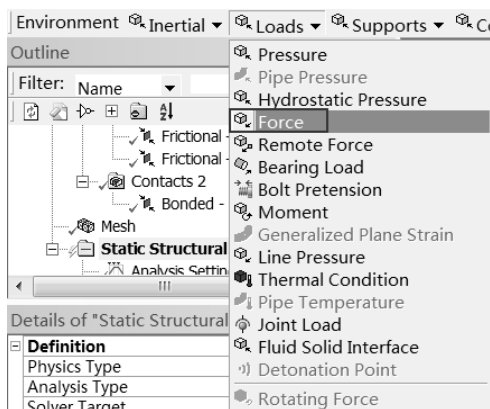 Environment Inertial Loads Supports Co
Outline
Filter: Name
Frictional -
Frictional -
Contacts 2
Bonded -
Mesh
Static Structural
Analysis Settin
Details of "Static Structural
Definition
Physics Type
Analysis Type
Solver Target
Pressure
Pipe Pressure
Hydrostatic Pressure
Force
Remote Force
Bearing Load
Bolt Pretension
Moment
Generalized Plane Strain
Line Pressure
Thermal Condition
Pipe Temperature
Joint Load
Fluid Solid Interface
Detonation Point
Rotating Force